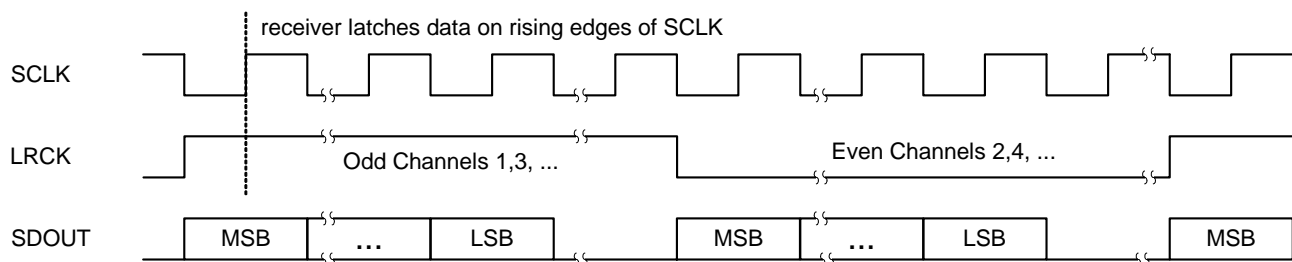 receiver latches data on rising edges of SCLK
SCLK
LRCK
Odd Channels 1,3, ...
Even Channels 2,4, ...
SDOUT
MSB
...
LSB
MSB
...
LSB
MSB